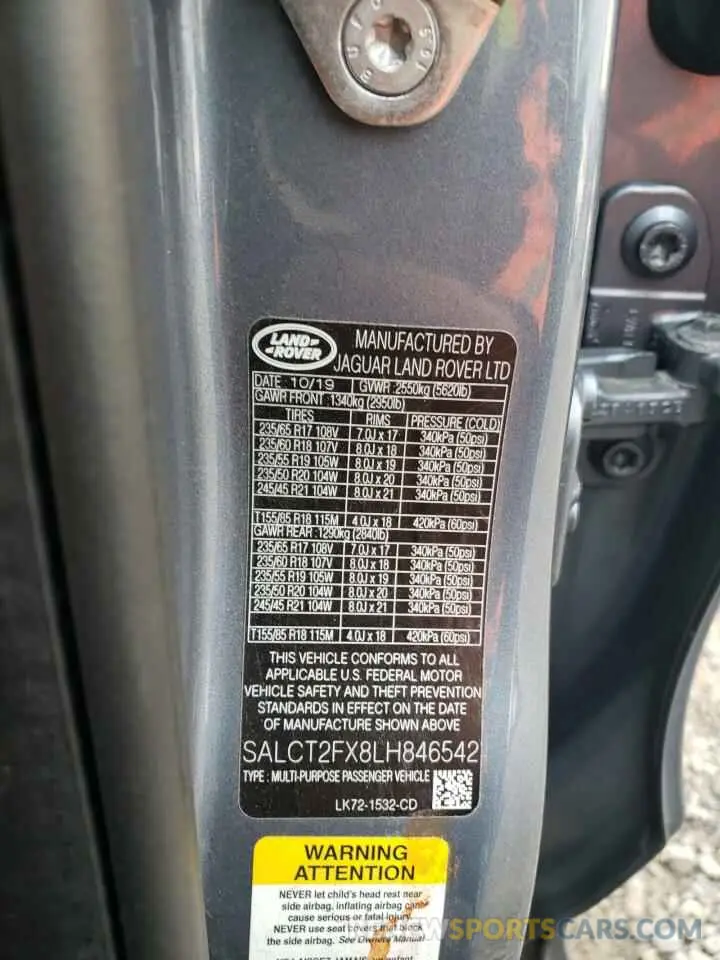 LAND-
ROVER
MANUFACTURED BY
JAGUAR LAND ROVER LTD
DATE 10/19 GVWR 2550kg (5620lb)
GAWR FRONT : 1340kg (2950lb)
TIRES RIMS PRESSURE (COLD)
235/65 R17 108V 7.0J x 17 340kPa (50psi)
235/60 R18 107V 8.0J x 18 340kPa (50psi)
235/55 R19 105W 8.0J x 19 340kPa (50psi)
235/50 R20 104W 8.0J x 20 340kPa (50psi)
245/45 R21 104W 8.0J x 21 340kPa (50psi)
T155/85 R18 115M 4.0J x 18 420kPa (60psi)
GAWR REAR : 1290kg (2840lb)
235/65 R17 108V 7.0J x 17 340kPa (50psi)
235/60 R18 107V 8.0J x 18 340kPa (50psi)
235/55 R19 105W 8.0J x 19 340kPa (50psi)
235/50 R20 104W 8.0J x 20 340kPa (50psi)
245/45 R21 104W 8.0J x 21 340kPa (50psi)
T155/85 R18 115M 4.0J x 18 420kPa (60psi)
THIS VEHICLE CONFORMS TO ALL
APPLICABLE U.S. FEDERAL MOTOR
VEHICLE SAFETY AND THEFT PREVENTION
STANDARDS IN EFFECT ON THE DATE
OF MANUFACTURE SHOWN ABOVE
SALCT2FX8LH846542
TYPE : MULTI-PURPOSE PASSENGER VEHICLE
LK72-1532-CD
WARNING
ATTENTION
NEVER let child's head rest near
side airbag, inflating airbag can
cause serious or fatal injury.
NEVER use seat covers that block
the side airbag. See Owners Manual
VIEWSPORTSCARS.COM